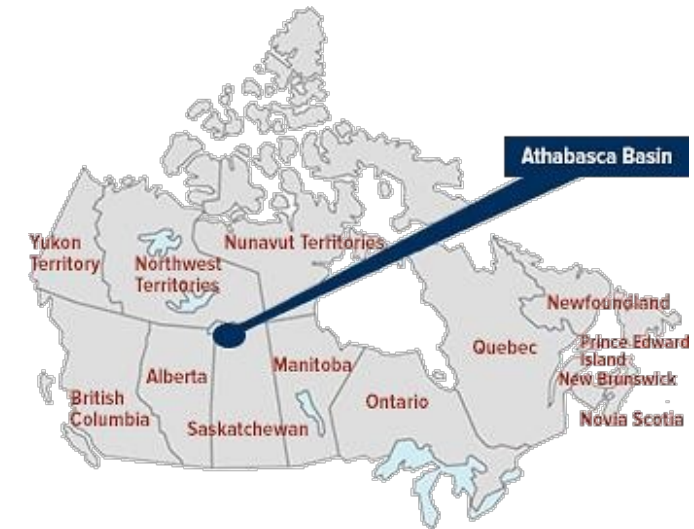 Athabasca Basin
Yukon
Territory
Northwest
Territories
Nunavut Territories
Newfoundland
Prince Edward
Island
New Brunswick
Novia Scotia
Quebec
Manitoba
Ontario
Alberta
British
Columbia
Saskatchewan